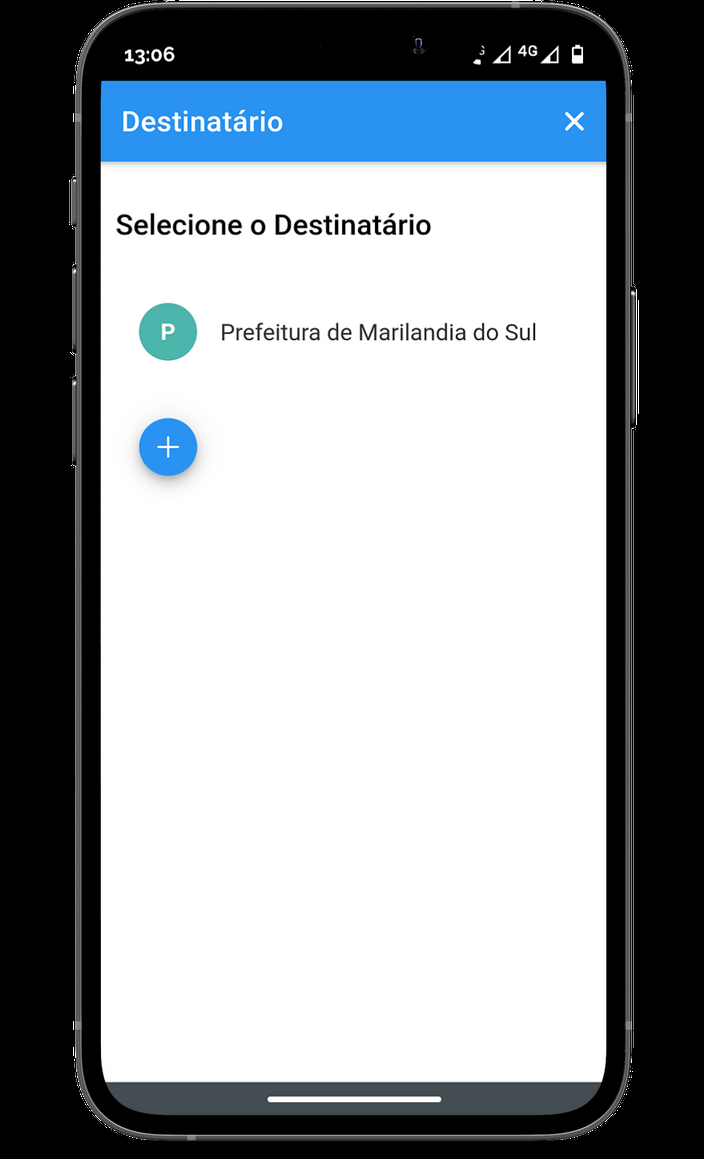 13:06
4G
Destinatário
Selecione o Destinatário
P
Prefeitura de Marilandia do Sul